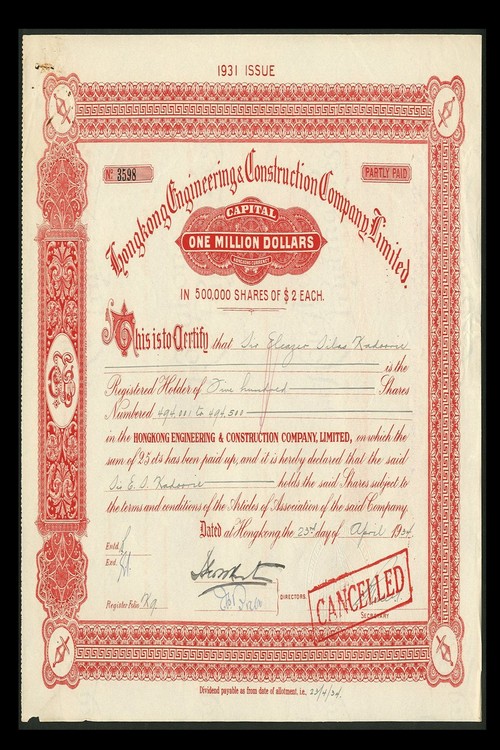 1931 ISSUE
No 3598
PARTLY PAID
Hongkong Engineering & Construction Company, Limited.
CAPITAL
ONE MILLION DOLLARS
HONGKONG CURRENCY
IN 500,000 SHARES OF $2 EACH.
This is to Certify that Sir Eleazer Silas Kadoorie
is the
Registered Holder of Five hundred Shares
Numbered 494,001 to 494,500
in the HONGKONG ENGINEERING & CONSTRUCTION COMPANY, LIMITED, on which the
sum of 25 cts has been paid up, and it is hereby declared that the said
Sir E. S. Kadoorie holds the said Shares subject to
the terms and conditions of the Articles of Association of the said Company.
Dated at Hongkong the 23rd day of April 1934
Entd.
Exd.
Register Folio K9
DIRECTORS.
CANCELLED
SECRETARY
Dividend payable as from date of allotment, i.e., 23/4/34.